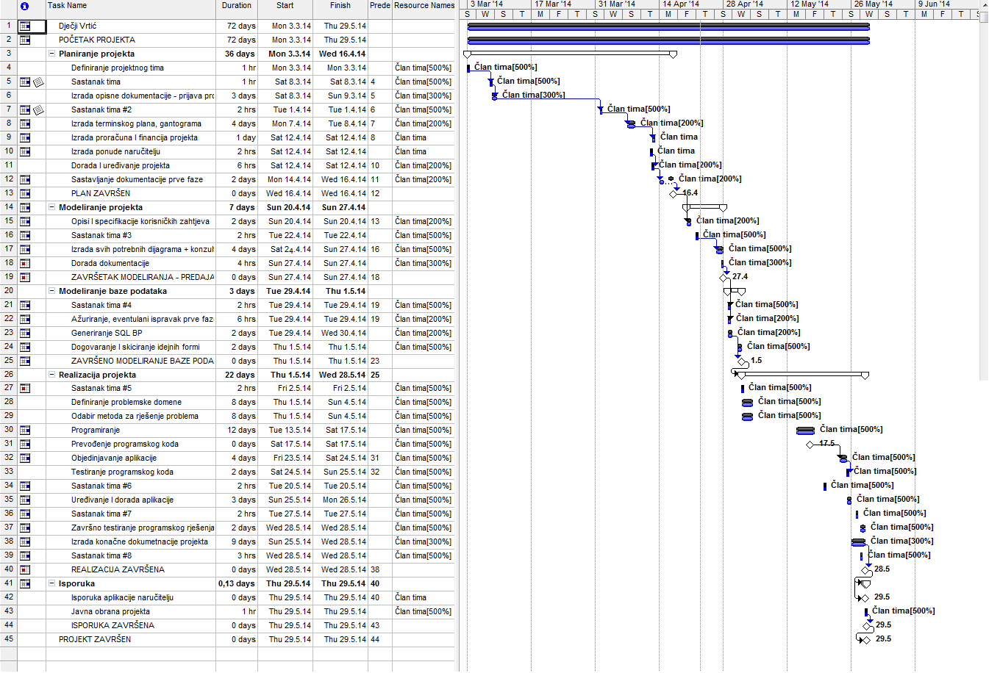 Task Name Duration Start Finish Prede Resource Names
3 Mar '14 17 Mar '14 31 Mar '14 14 Apr '14 28 Apr '14 12 May '14 26 May '14 9 Jun '14
S W S T M F T S W S T M F T S W S T M F T S W S T M F T
1 Dječji Vrtić 72 days Mon 3.3.14 Thu 29.5.14
2 POČETAK PROJEKTA 72 days Mon 3.3.14 Thu 29.5.14
3 Planiranje projekta 36 days Mon 3.3.14 Wed 16.4.14
4 Definiranje projektnog tima 1 hr Mon 3.3.14 Mon 3.3.14 Član tima[500%] Član tima[500%]
5 Sastanak tima 1 hr Sat 8.3.14 Sat 8.3.14 4 Član tima[500%] Član tima[500%]
6 Izrada opisne dokumentacije - prijava pro 3 days Sat 8.3.14 Sun 9.3.14 5 Član tima[300%] Član tima[300%]
7 Sastanak tima #2 2 hrs Tue 1.4.14 Tue 1.4.14 6 Član tima[500%] Član tima[500%]
8 Izrada terminskog plana, gantograma 4 days Mon 7.4.14 Tue 8.4.14 7 Član tima[200%] Član tima[200%]
9 Izrada proračuna I financija projekta 1 day Sat 12.4.14 Sat 12.4.14 8 Član tima Član tima
10 Izrada ponude naručitelju 2 hrs Sat 12.4.14 Sat 12.4.14 Član tima Član tima
11 Dorada I uređivanje projekta 6 hrs Sat 12.4.14 Sat 12.4.14 10 Član tima[200%] Član tima[200%]
12 Sastavljanje dokumentacije prve faze 2 days Mon 14.4.14 Wed 16.4.14 11 Član tima[200%] Član tima[200%]
13 PLAN ZAVRŠEN 0 days Wed 16.4.14 Wed 16.4.14 12 16.4
14 Modeliranje projekta 7 days Sun 20.4.14 Sun 27.4.14
15 Opisi I specifikacije korisničkih zahtjeva 2 days Sun 20.4.14 Sun 20.4.14 13 Član tima[200%] Član tima[200%]
16 Sastanak tima #3 2 hrs Tue 22.4.14 Tue 22.4.14 Član tima[500%] Član tima[500%]
17 Izrada svih potrebnih dijagrama + konzul 4 days Sat 24.4.14 Sun 27.4.14 16 Član tima[500%] Član tima[500%]
18 Dorada dokumentacije 4 hrs Sun 27.4.14 Sun 27.4.14 Član tima[300%] Član tima[300%]
19 ZAVRŠETAK MODELIRANJA - PREDAJA 0 days Sun 27.4.14 Sun 27.4.14 18 27.4
20 Modeliranje baze podataka 3 days Tue 29.4.14 Thu 1.5.14
21 Sastanak tima #4 2 hrs Tue 29.4.14 Tue 29.4.14 19 Član tima[500%] Član tima[500%]
22 Ažuriranje, eventulani ispravak prve faz 6 hrs Tue 29.4.14 Tue 29.4.14 19 Član tima[200%] Član tima[200%]
23 Generiranje SQL BP 2 days Tue 29.4.14 Wed 30.4.14 Član tima[200%] Član tima[200%]
24 Dogovaranje I skiciranje idejnih formi 2 days Thu 1.5.14 Thu 1.5.14 Član tima[500%] Član tima[500%]
25 ZAVRŠENO MODELIRANJE BAZE PODA 0 days Thu 1.5.14 Thu 1.5.14 23 1.5
26 Realizacija projekta 22 days Thu 1.5.14 Wed 28.5.14 25
27 Sastanak tima #5 2 hrs Fri 2.5.14 Fri 2.5.14 Član tima[500%] Član tima[500%]
28 Definiranje problemske domene 8 days Thu 1.5.14 Sun 4.5.14 Član tima[500%] Član tima[500%]
29 Odabir metoda za rješenje problema 8 days Thu 1.5.14 Sun 4.5.14 Član tima[500%] Član tima[500%]
30 Programiranje 12 days Tue 13.5.14 Sat 17.5.14 Član tima[500%] Član tima[500%]
31 Prevođenje programskog koda 0 days Sat 17.5.14 Sat 17.5.14 Član tima[500%] 17.5
32 Objedinjavanje aplikacije 4 days Fri 23.5.14 Sat 24.5.14 31 Član tima[500%] Član tima[500%]
33 Testiranje programskog koda 2 days Sat 24.5.14 Sun 25.5.14 32 Član tima[500%] Član tima[500%]
34 Sastanak tima #6 2 hrs Tue 20.5.14 Tue 20.5.14 Član tima[500%] Član tima[500%]
35 Uređivanje I dorada aplikacije 3 days Sun 25.5.14 Mon 26.5.14 Član tima[500%] Član tima[500%]
36 Sastanak tima #7 2 hrs Tue 27.5.14 Tue 27.5.14 Član tima[500%] Član tima[500%]
37 Završno testiranje programskog rješenja 2 days Wed 28.5.14 Wed 28.5.14 Član tima[500%] Član tima[500%]
38 Izrada konačne dokumetnacije projekta 9 days Sun 25.5.14 Wed 28.5.14 Član tima[300%] Član tima[300%]
39 Sastanak tima #8 3 hrs Wed 28.5.14 Wed 28.5.14 Član tima[500%] Član tima[500%]
40 REALIZACIJA ZAVRŠENA 0 days Wed 28.5.14 Wed 28.5.14 38 28.5
41 Isporuka 0,13 days Thu 29.5.14 Thu 29.5.14 40
42 Isporuka aplikacije naručitelju 0 days Thu 29.5.14 Thu 29.5.14 40 Član tima 29.5
43 Javna obrana projekta 1 hr Thu 29.5.14 Thu 29.5.14 Član tima[500%] Član tima[500%]
44 ISPORUKA ZAVRŠENA 0 days Thu 29.5.14 Thu 29.5.14 43 29.5
45 PROJEKT ZAVRŠEN 0 days Thu 29.5.14 Thu 29.5.14 44 29.5